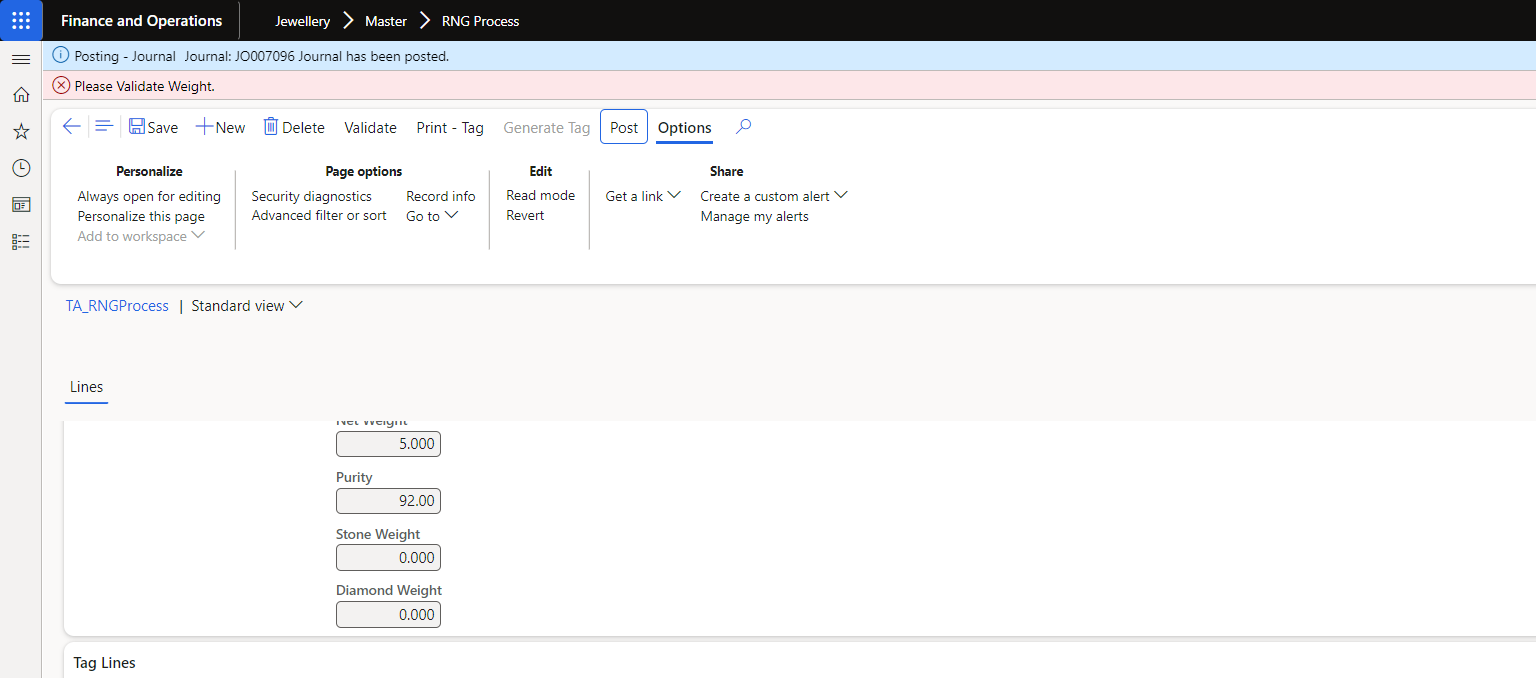 Finance and Operations Jewellery Master RNG Process
Posting - Journal Journal: JO007096 Journal has been posted.
Please Validate Weight.
Save New Delete Validate Print - Tag Generate Tag Post Options
Personalize
Always open for editing
Personalize this page
Add to workspace
Page options
Security diagnostics Record info
Advanced filter or sort Go to
Edit
Read mode
Revert
Share
Get a link Create a custom alert
Manage my alerts
TA_RNGProcess | Standard view
Lines
Net Weight
5.000
Purity
92.00
Stone Weight
0.000
Diamond Weight
0.000
Tag Lines